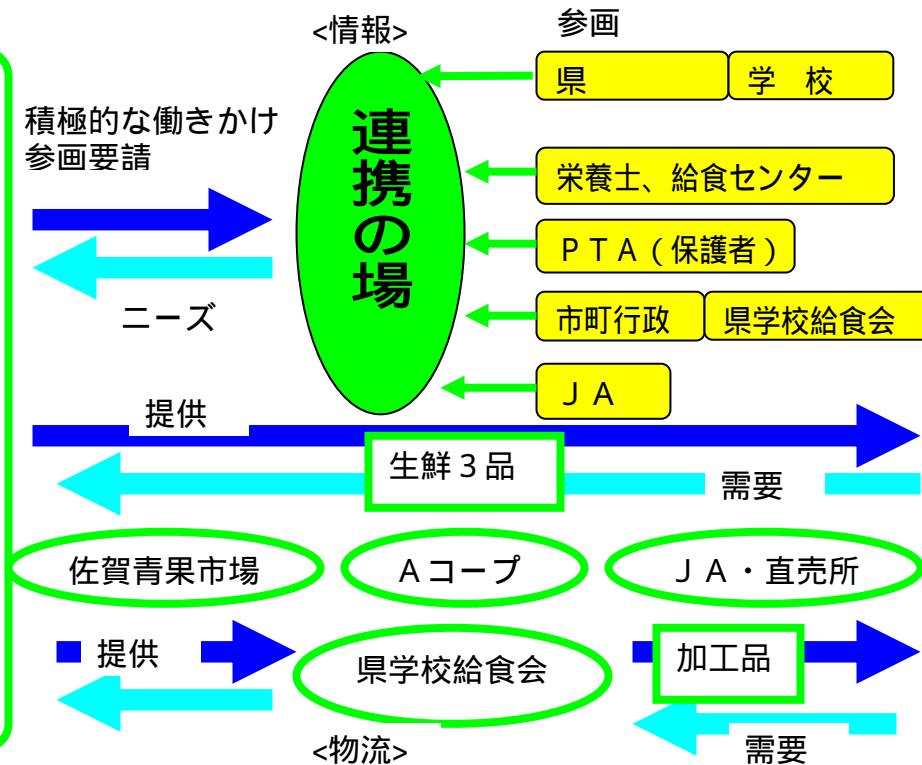 <情報>
参画
県
学　校
積極的な働きかけ
参画要請
連携の場
栄養士、給食センター
ＰＴＡ（保護者）
ニーズ
市町行政
県学校給食会
ＪＡ
提供
生鮮３品
需要
佐賀青果市場
Ａコープ
ＪＡ・直売所
提供
県学校給食会
加工品
<物流>
需要